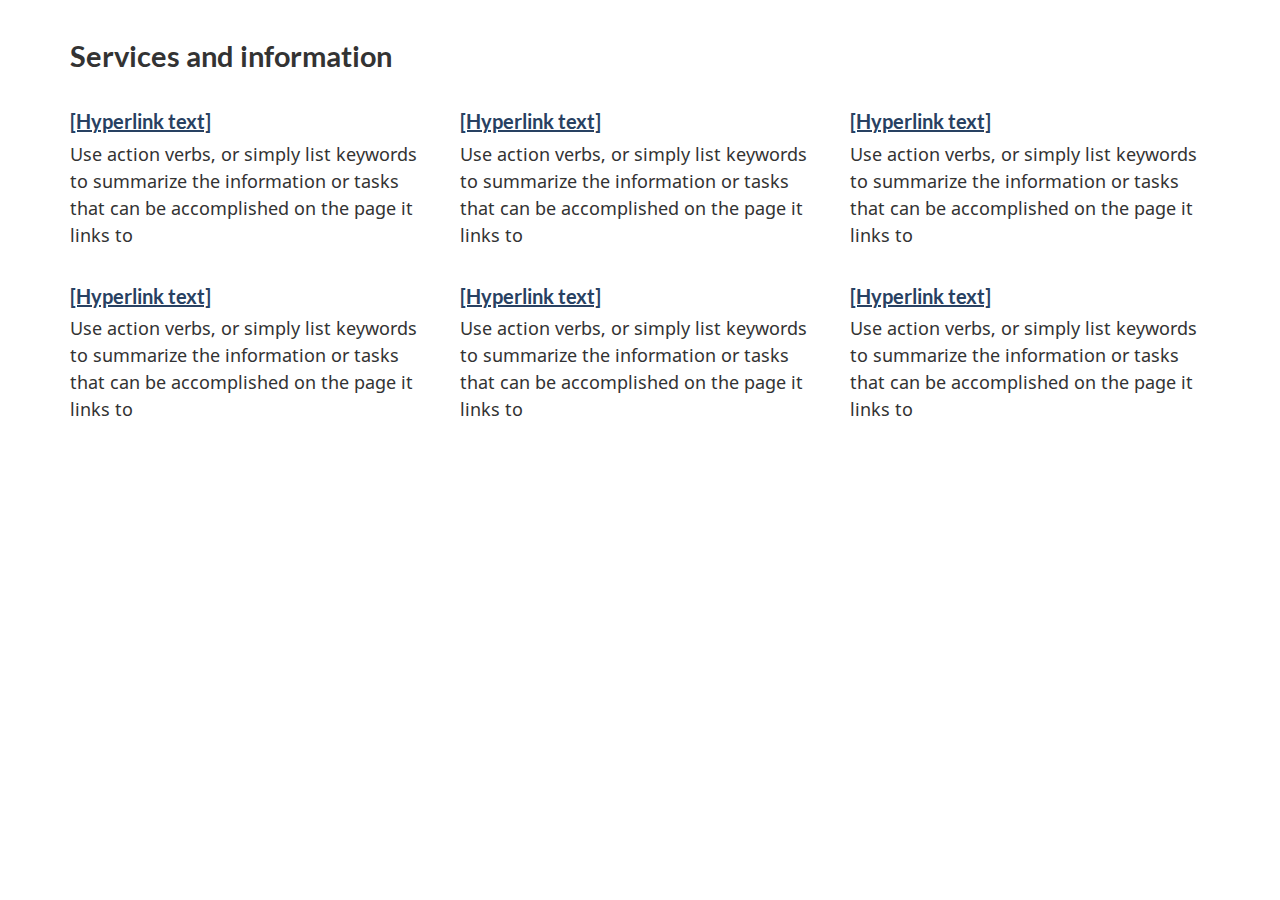 Services and information
[Hyperlink text]
Use action verbs, or simply list keywords
to summarize the information or tasks
that can be accomplished on the page it
links to
[Hyperlink text]
Use action verbs, or simply list keywords
to summarize the information or tasks
that can be accomplished on the page it
links to
[Hyperlink text]
Use action verbs, or simply list keywords
to summarize the information or tasks
that can be accomplished on the page it
links to
[Hyperlink text]
Use action verbs, or simply list keywords
to summarize the information or tasks
that can be accomplished on the page it
links to
[Hyperlink text]
Use action verbs, or simply list keywords
to summarize the information or tasks
that can be accomplished on the page it
links to
[Hyperlink text]
Use action verbs, or simply list keywords
to summarize the information or tasks
that can be accomplished on the page it
links to